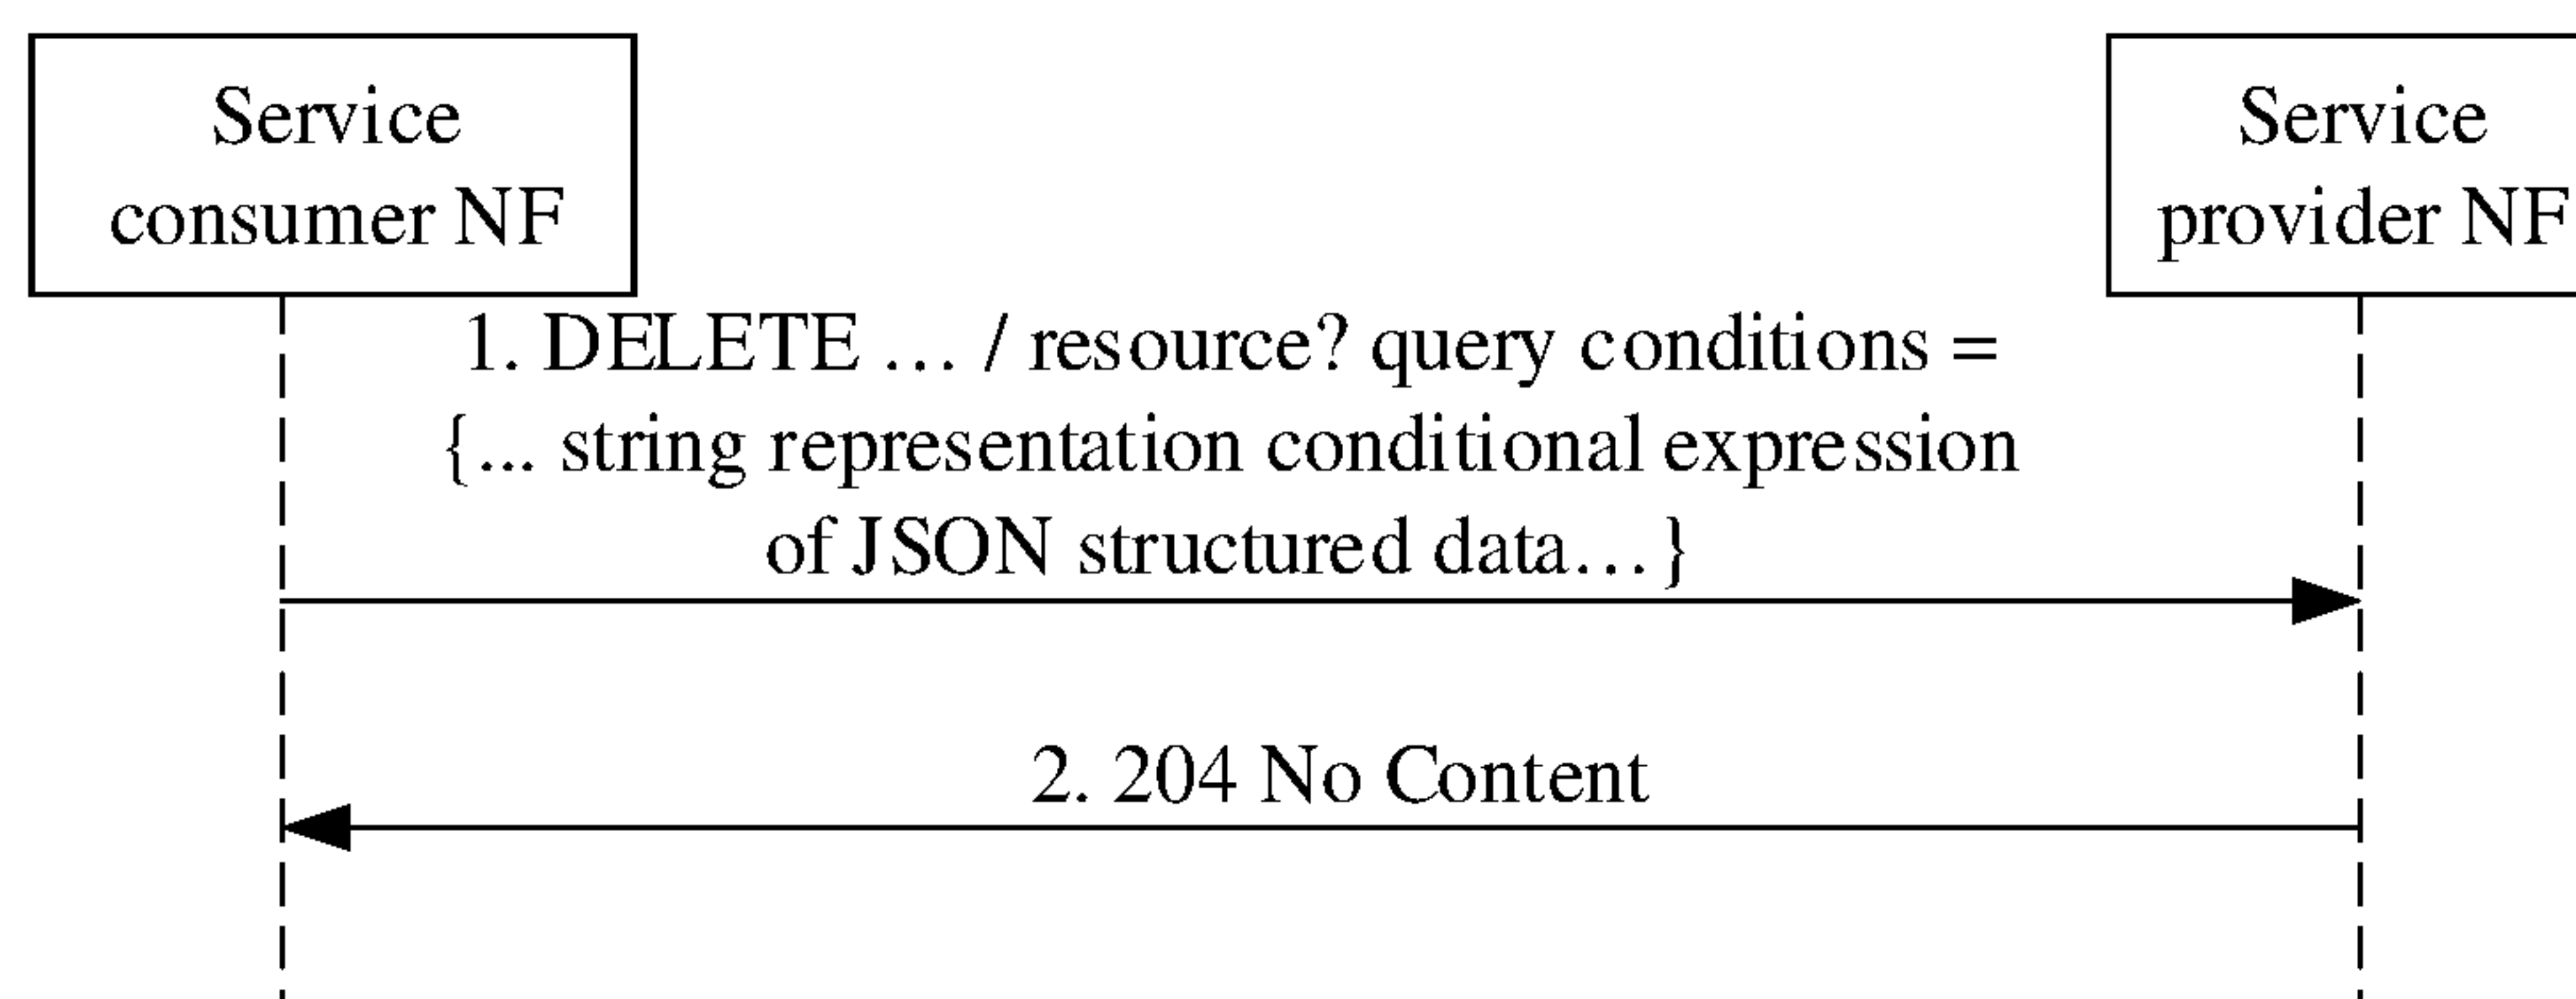 Service
consumer NF
Service
provider NF
1. DELETE … / resource? query conditions =
{... string representation conditional expression
of JSON structured data…}
2. 204 No Content